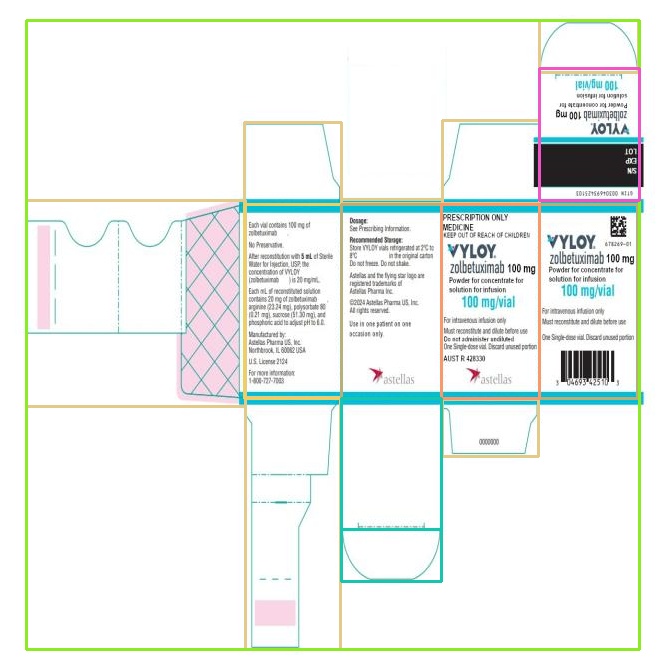 GTIN 00304693425103
S/N
EXP
LOT
VYLOY
zolbetuximab 100 mg
Powder for concentrate for
solution for infusion
100 mg/vial
Each vial contains 100 mg of
zolbetuximab
No Preservative.
After reconstitution with 5 mL of Sterile
Water for Injection, USP, the
concentration of VYLOY
(zolbetuximab ) is 20 mg/mL.
Each mL of reconstituted solution
contains 20 mg of zolbetuximab
arginine (23.24 mg), polysorbate 80
(0.21 mg), sucrose (51.30 mg), and
phosphoric acid to adjust pH to 6.0.
Manufactured by:
Astellas Pharma US, Inc.
Northbrook, IL 60062 USA
U.S. License 2124
For more information:
1-800-727-7003
Dosage:
See Prescribing Information.
Recommended Storage:
Store VYLOY vials refrigerated at 2°C to
8°C in the original carton
Do not freeze. Do not shake.
Astellas and the flying star logo are
registered trademarks of
Astellas Pharma Inc.
©2024 Astellas Pharma US, Inc.
All rights reserved.
Use in one patient on one
occasion only.
astellas
PRESCRIPTION ONLY
MEDICINE
KEEP OUT OF REACH OF CHILDREN
VYLOY
zolbetuximab 100 mg
Powder for concentrate for
solution for infusion
100 mg/vial
For intravenous infusion only
Must reconstitute and dilute before use
Do not administer undiluted
One Single-dose vial. Discard unused portion
AUST R 428330
astellas
678269-01
VYLOY
zolbetuximab 100 mg
Powder for concentrate for
solution for infusion
100 mg/vial
For intravenous infusion only
Must reconstitute and dilute before use
One Single-dose vial. Discard unused portion
3 04693 42510 3
0000000